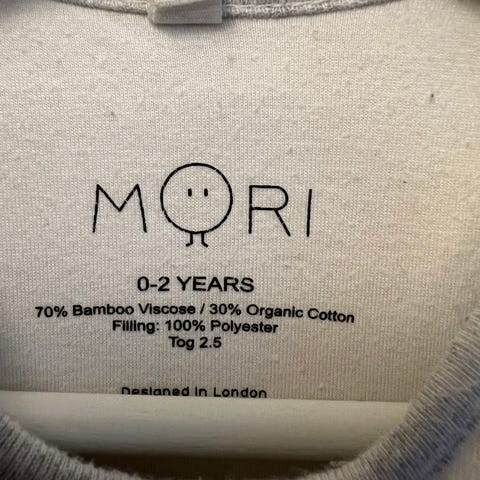 MORI
0-2 YEARS
70% Bamboo Viscose / 30% Organic Cotton
Filling: 100% Polyester
Tog 2.5
Designed in London